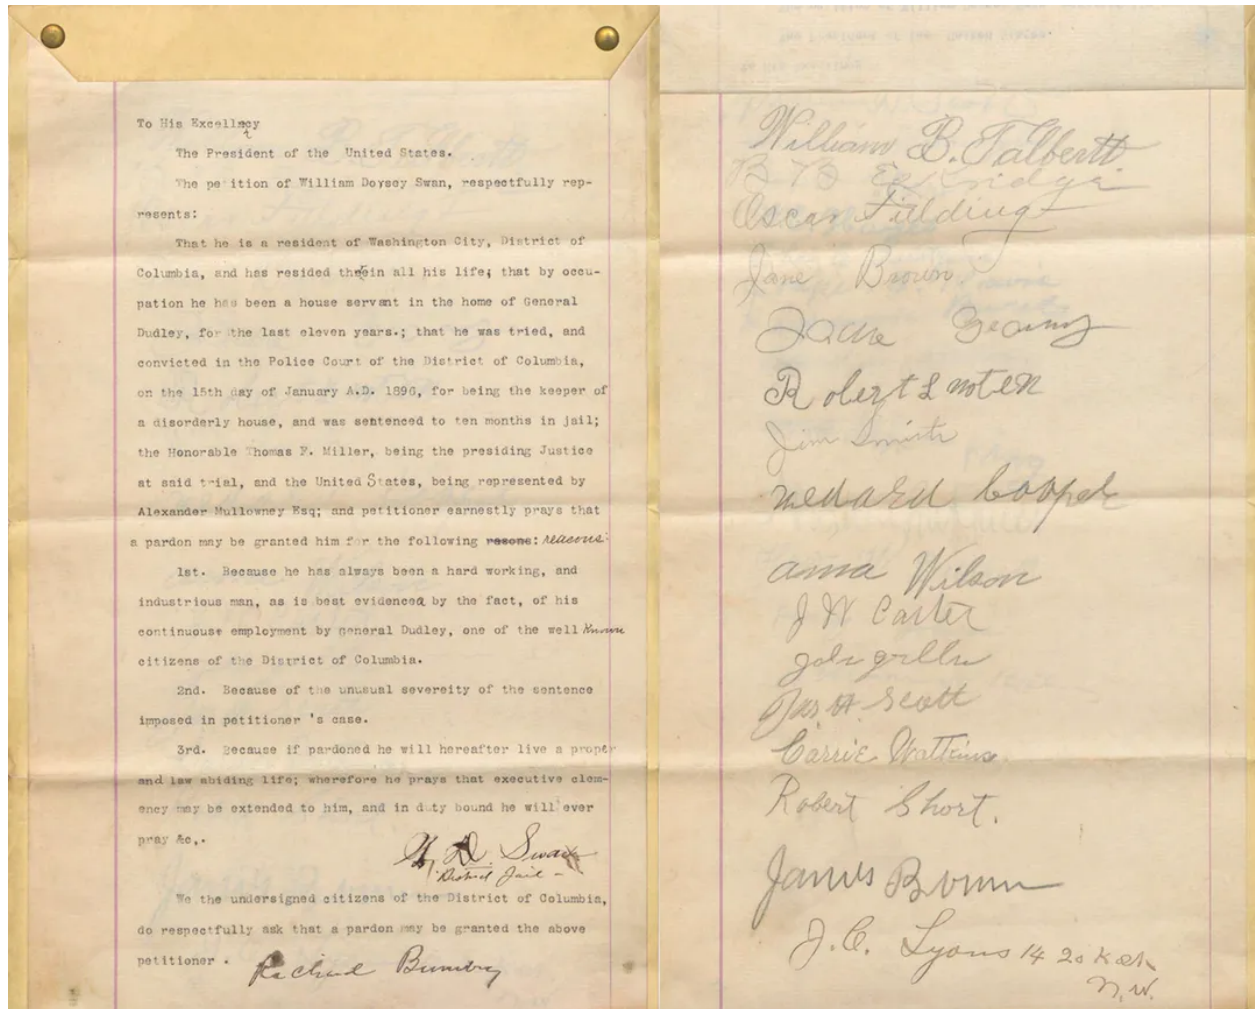 To His Excellncy
The President of the United States.
The petition of William Dorsey Swan, respectfully rep-
resents:
That he is a resident of Washington City, District of
Columbia, and has resided therein all his life; that by occu-
pation he has been a house servant in the home of General
Dudley, for the last eleven years.; that he was tried, and
convicted in the Police Court of the District of Columbia,
on the 15th day of January A.D. 1896, for being the keeper of
a disorderly house, and was sentenced to ten months in jail;
the Honorable Thomas F. Miller, being the presiding Justice
at said trial, and the United States, being represented by
Alexander Mullowney Esq; and petitioner earnestly prays that
a pardon may be granted him for the following resons: reasons:
1st. Because he has always been a hard working, and
industrious man, as is best evidenced by the fact, of his
continuouse employment by general Dudley, one of the well known
citizens of the District of Columbia.
2nd. Because of the unusual severeity of the sentence
imposed in petitioner 's case.
3rd. Because if pardoned he will hereafter live a proper
and law abiding life; wherefore he prays that executive clem-
ency may be extended to him, and in duty bound he will ever
pray &c,.
Wm D. Swan
District Jail -
We the undersigned citizens of the District of Columbia,
do respectfully ask that a pardon may be granted the above
petitioner .
William B. Talbertt
Oscar Fielding
Jane Brown.
Robert
Jim Smith
Anna Wilson
J W Carter
Jas. H. Scott
Carrie Watkins
Robert Short.
James Brown
J.C. Lyons 14 20
N.W.